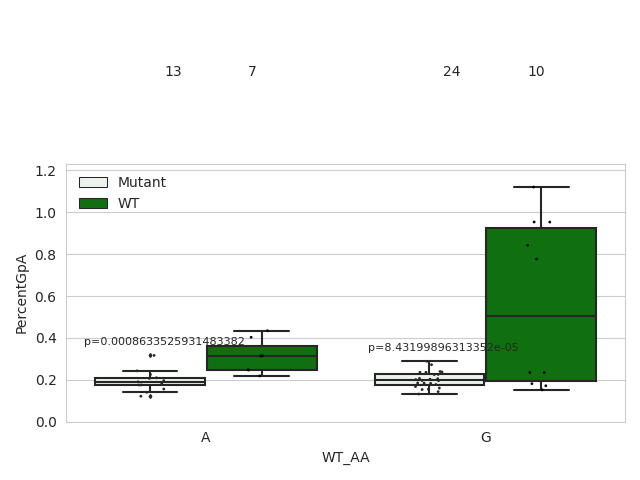 13 7 24 10
1.2
1.0
0.8
0.6
0.4
0.2
0.0
PercentGpA
Mutant
WT
p=0.0008633525931483382
p=8.43199896313352e-05
A G
WT_AA